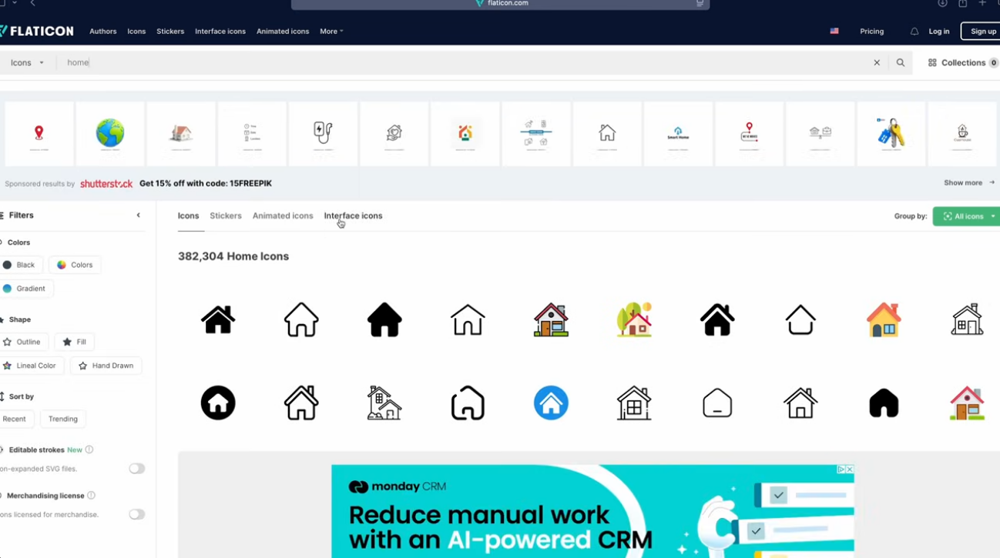 flaticon.com
FLATICON Authors Icons Stickers Interface icons Animated icons More Pricing Log in Sign up
Icons home Collections 0
Smart Home
Sponsored results by shutterstock Get 15% off with code: 15FREEPIK Show more
Filters Icons Stickers Animated icons Interface icons Group by: All icons
Colors
382,304 Home Icons
Black Colors
Gradient
Shape
Outline Fill
Lineal Color Hand Drawn
Sort by
Recent Trending
Editable strokes New
on-expanded SVG files.
Merchandising license
ons licensed for merchandise.
monday CRM
Reduce manual work
with an AI-powered CRM